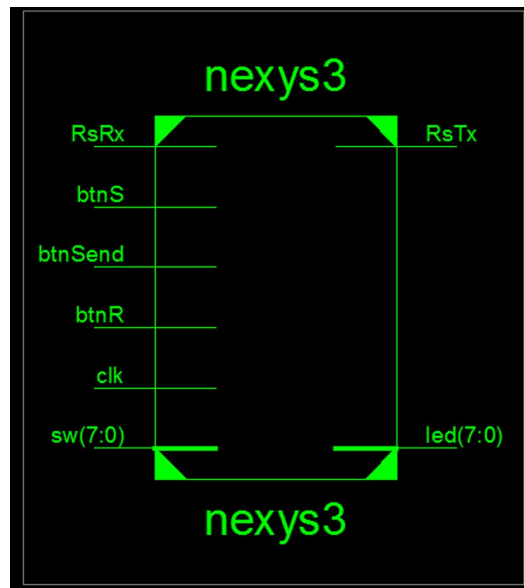 nexys3
RsRx
RsTx
btnS
btnSend
btnR
clk
sw(7:0)
led(7:0)
nexys3